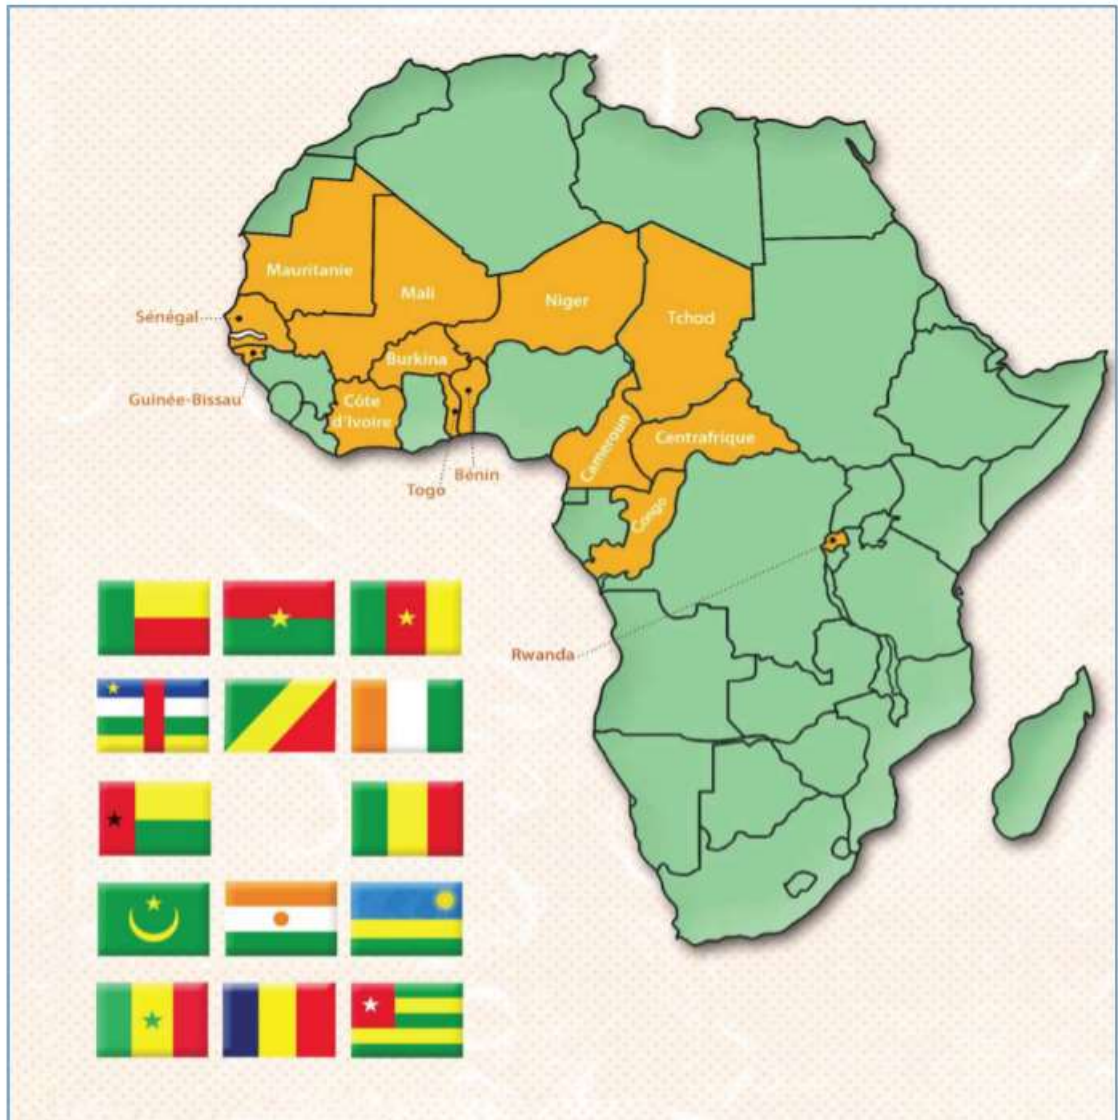 Mauritanie
Mali
Niger
Tchad
Sénégal
Burkina
Guinée-Bissau
Côte
d'Ivoire
Centrafrique
Cameroun
Bénin
Togo
Congo
Rwanda